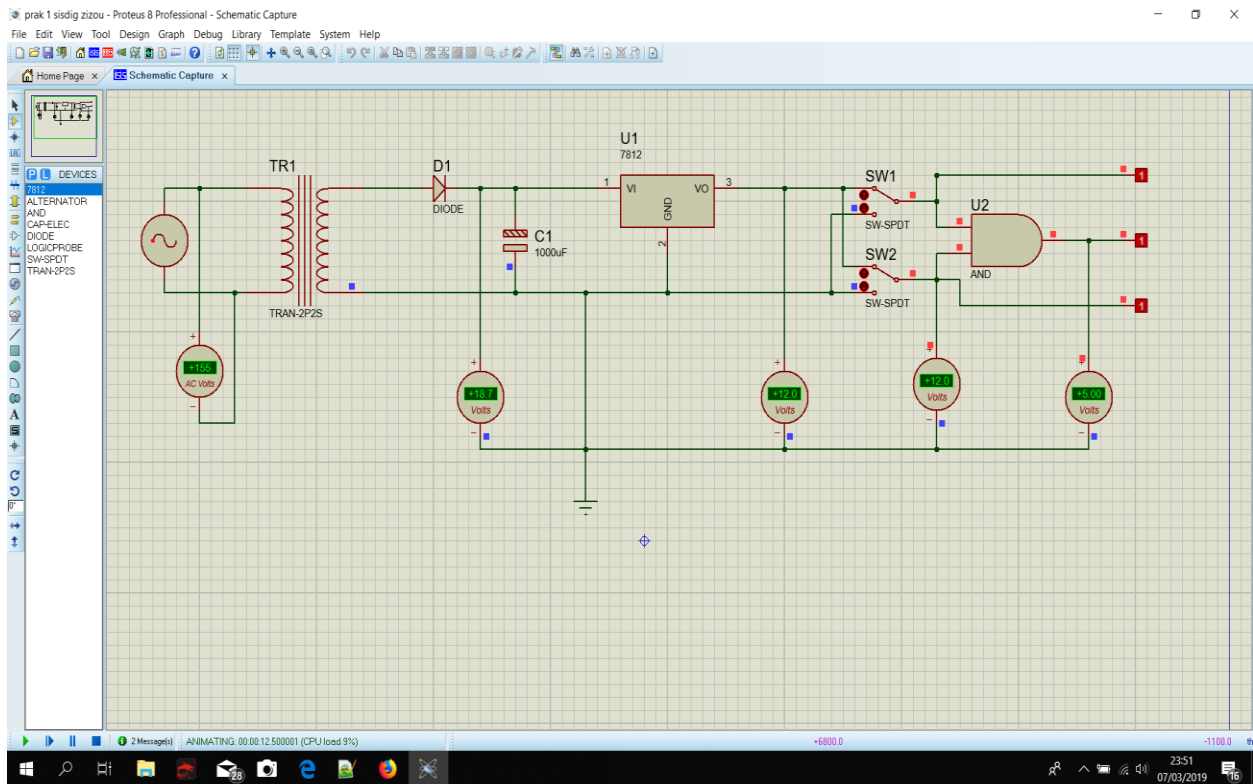 prak 1 sisdig zizou - Proteus 8 Professional - Schematic Capture
File Edit View Tool Design Graph Debug Library Template System Help
Home Page x
Schematic Capture x
P L DEVICES
7812
ALTERNATOR
AND
CAP-ELEC
DIODE
LOGICPROBE
SW-SPDT
TRAN-2P2S
TR1
TRAN-2P2S
D1
DIODE
C1
1000uF
U1
7812
1 VI VO 3
GND
2
SW1
SW-SPDT
SW2
SW-SPDT
U2
AND
1
1
1
+155
AC Volts
+18.7
Volts
+12.0
Volts
+12.0
Volts
+5.00
Volts
0°
2 Message(s) ANIMATING: 00:00:12.500001 (CPU load 9%) +6800.0 -1100.0 th
28
23:51
07/03/2019
16